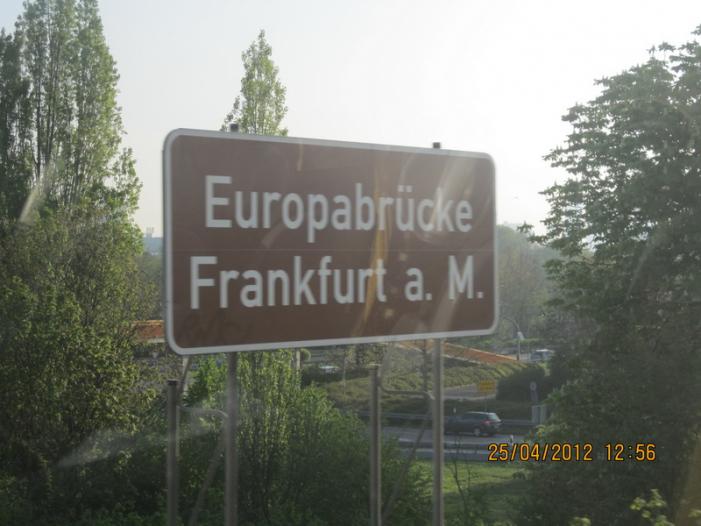 Europabrücke
Frankfurt a. M.
25/04/2012 12:56